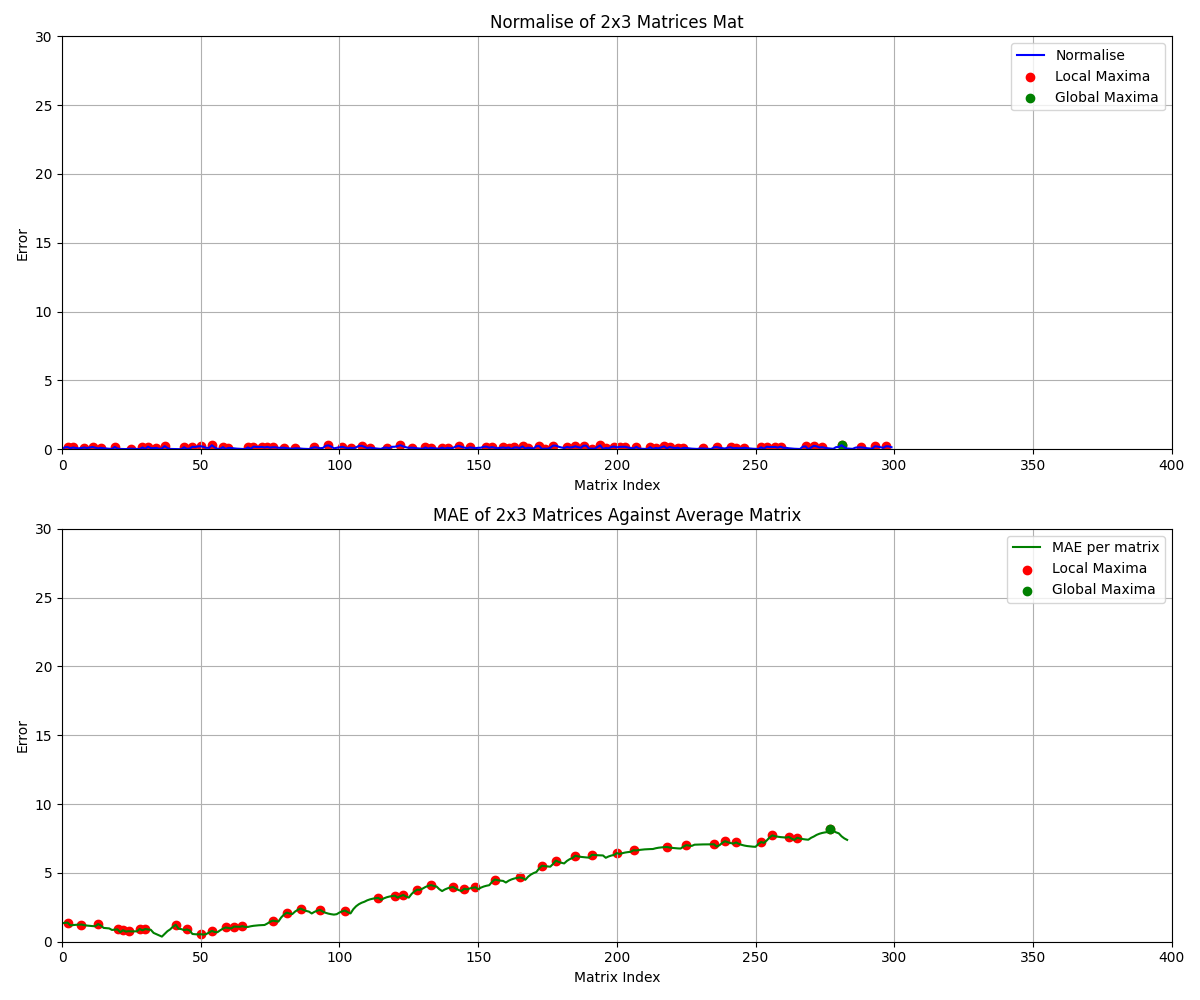 Normalise of 2x3 Matrices Mat
30
25
20
15
10
5
0
Error
Normalise
Local Maxima
Global Maxima
0 50 100 150 200 250 300 350 400
Matrix Index
MAE of 2x3 Matrices Against Average Matrix
30
25
20
15
10
5
0
Error
MAE per matrix
Local Maxima
Global Maxima
0 50 100 150 200 250 300 350 400
Matrix Index